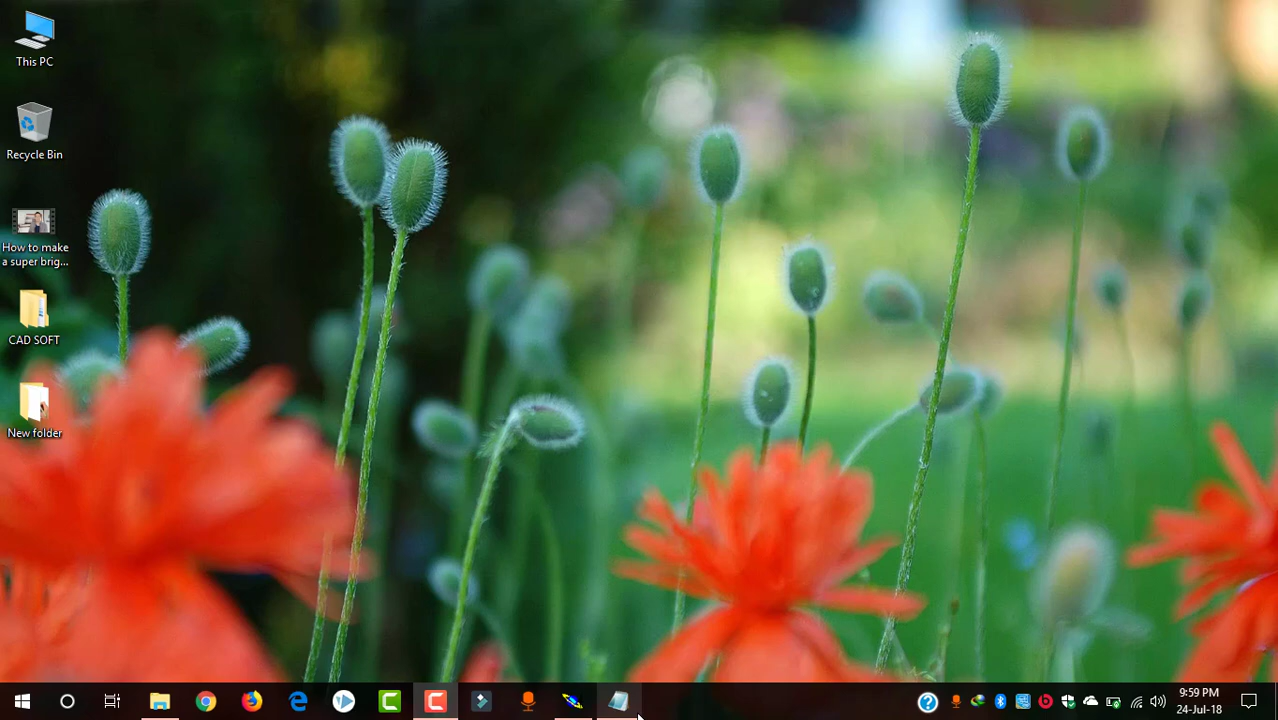 This PC
Recycle Bin
How to make
a super brig...
CAD SOFT
New folder
9:59 PM
24-Jul-18